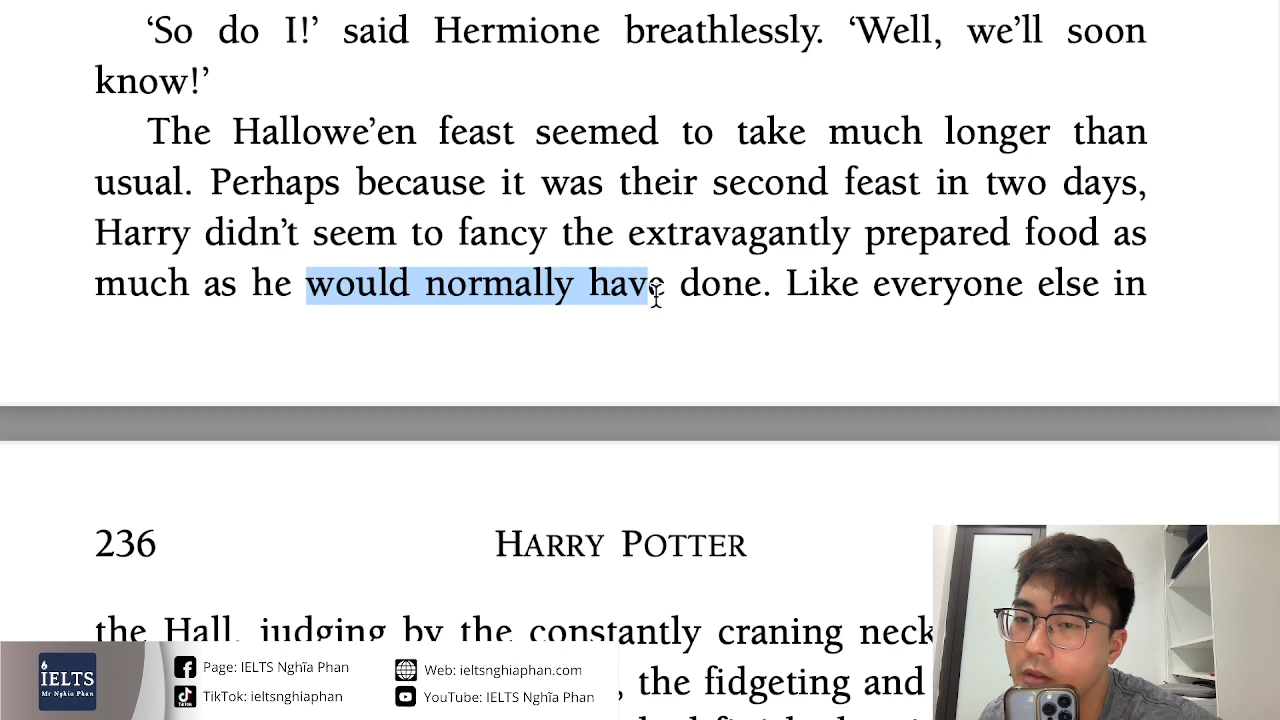 ‘So do I!’ said Hermione breathlessly. ‘Well, we’ll soon
know!’
The Hallowe’en feast seemed to take much longer than
usual. Perhaps because it was their second feast in two days,
Harry didn’t seem to fancy the extravagantly prepared food as
much as he would normally have done. Like everyone else in
236 HARRY POTTER
the Hall, judging by the constantly craning neck
, the fidgeting and
IELTS
Mr Nghia Phan
Page: IELTS Nghĩa Phan
TikTok: ieltsnghiaphan
Web: ieltsnghiaphan.com
YouTube: IELTS Nghĩa Phan